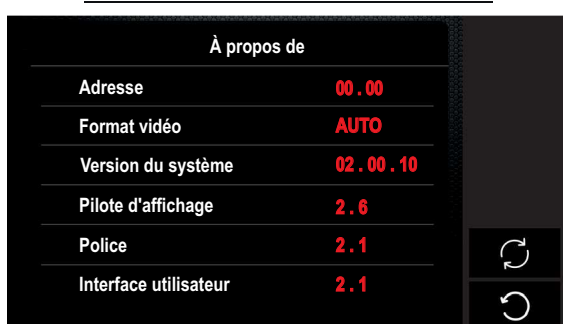 À propos de
Adresse 00.00
Format vidéo AUTO
Version du système 02.00.10
Pilote d'affichage 2.6
Police 2.1
Interface utilisateur 2.1